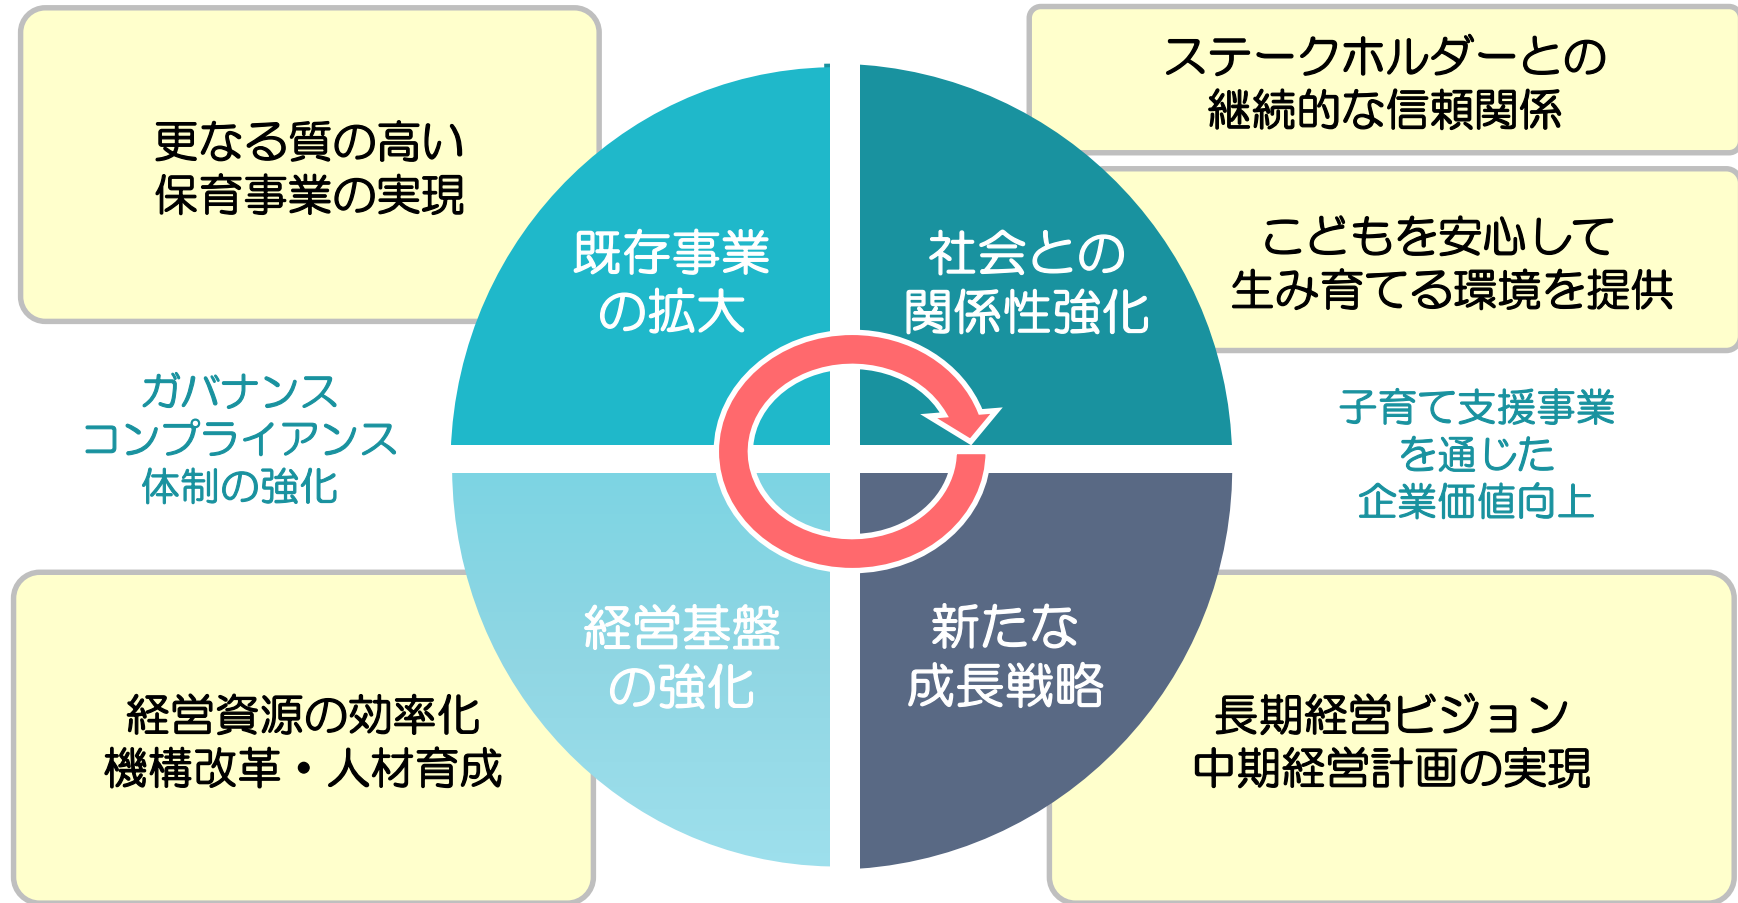 更なる質の高い
保育事業の実現
ステークホルダーとの
継続的な信頼関係
こどもを安心して
生み育てる環境を提供
既存事業
の拡大
社会との
関係性強化
ガバナンス
コンプライアンス
体制の強化
子育て支援事業
を通じた
企業価値向上
経営基盤
の強化
新たな
成長戦略
経営資源の効率化
機構改革・人材育成
長期経営ビジョン
中期経営計画の実現